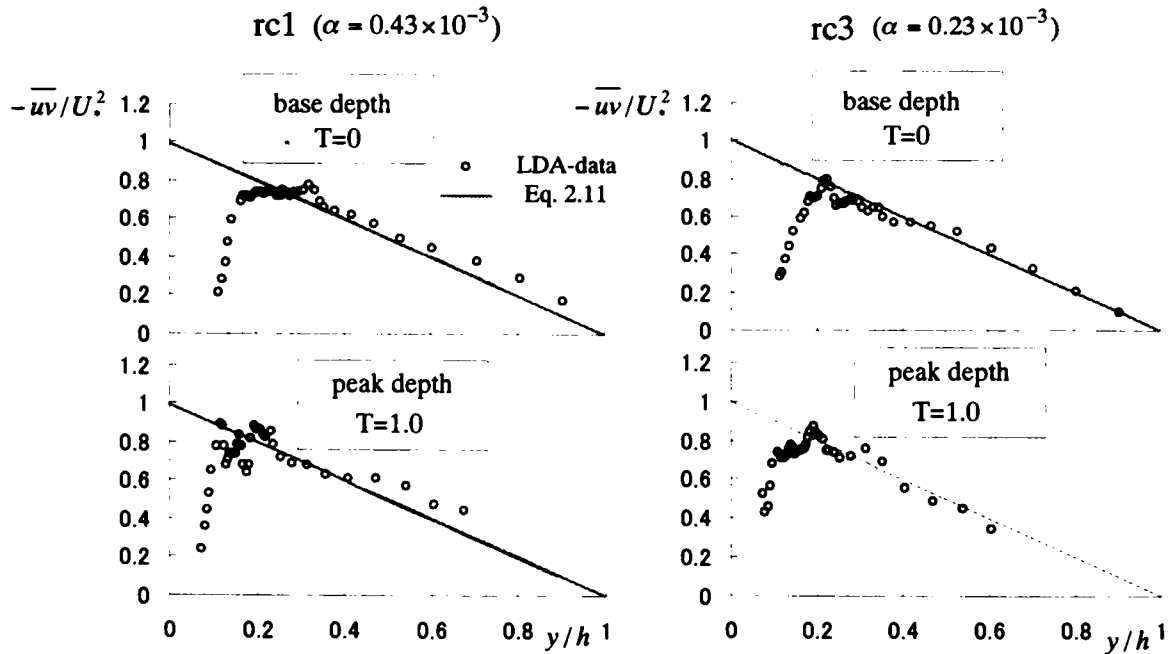 rc1 (α = 0.43×10⁻³)
rc3 (α = 0.23×10⁻³)
−uv̅/U*²
1.2
1
0.8
0.6
0.4
0.2
0
base depth
T=0
LDA-data
Eq. 2.11
−uv̅/U*²
1.2
1
0.8
0.6
0.4
0.2
0
base depth
T=0
1.2
1
0.8
0.6
0.4
0.2
0
peak depth
T=1.0
0 0.2 0.4 0.6 0.8 y/h 1
1.2
1
0.8
0.6
0.4
0.2
0
peak depth
T=1.0
0 0.2 0.4 0.6 0.8 y/h 1